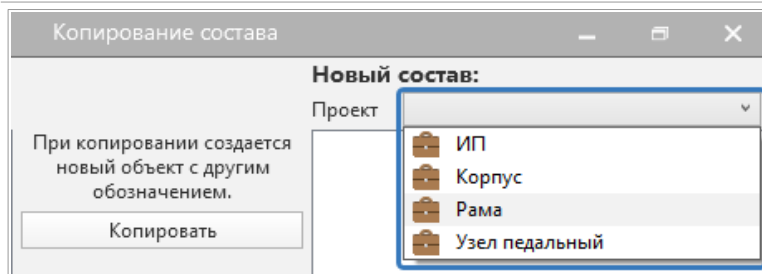 Копирование состава
Новый состав:
Проект
При копировании создается
новый объект с другим
обозначением.
Копировать
ИП
Корпус
Рама
Узел педальный